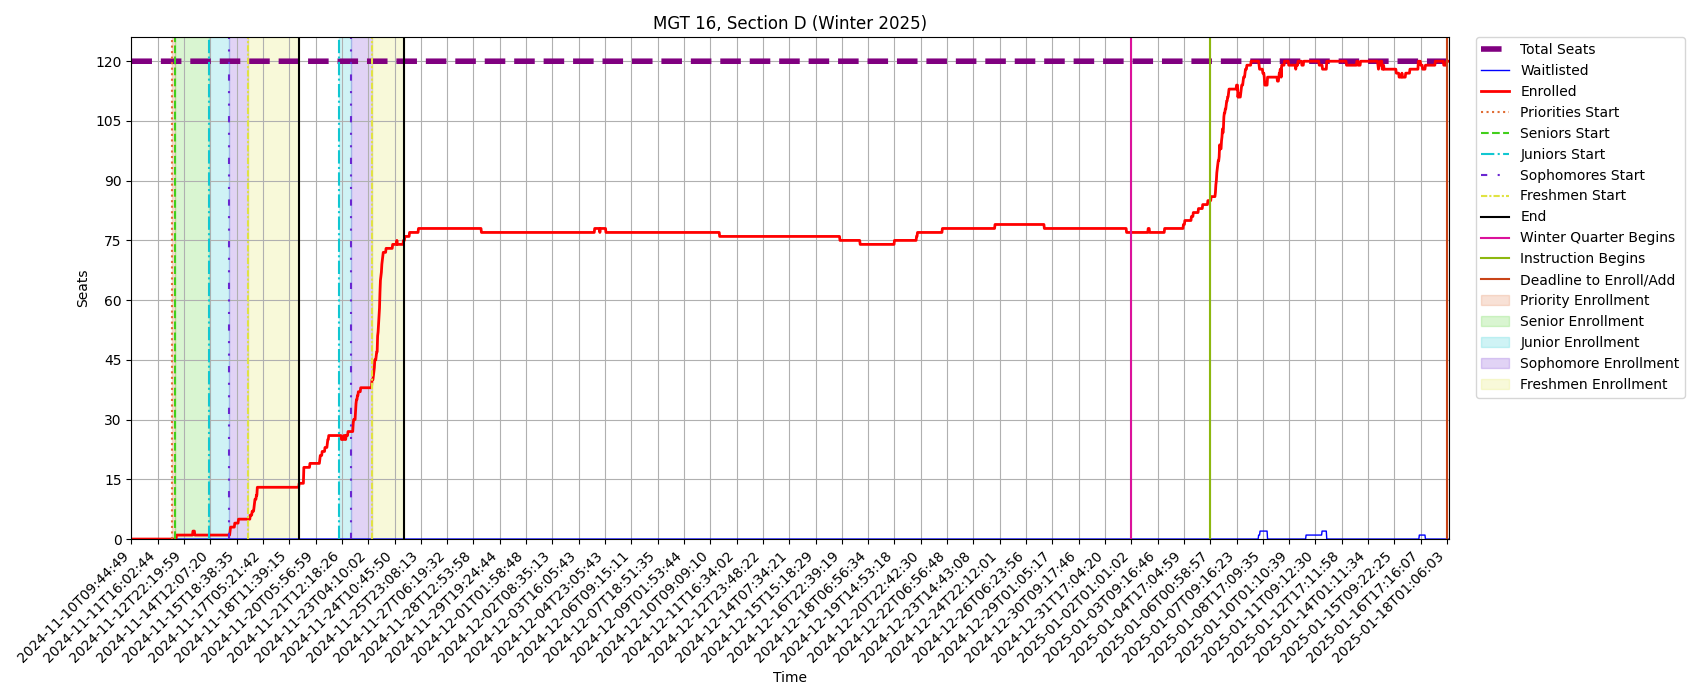 MGT 16, Section D (Winter 2025)
Total Seats
Waitlisted
Enrolled
Priorities Start
Seniors Start
Juniors Start
Sophomores Start
Freshmen Start
End
Winter Quarter Begins
Instruction Begins
Deadline to Enroll/Add
Priority Enrollment
Senior Enrollment
Junior Enrollment
Sophomore Enrollment
Freshmen Enrollment
Seats
120
105
90
75
60
45
30
15
0
2024-11-10T09:44:49
2024-11-11T16:02:44
2024-11-12T22:19:59
2024-11-14T12:07:20
2024-11-15T18:38:35
2024-11-17T05:21:42
2024-11-18T11:39:15
2024-11-20T05:56:59
2024-11-21T12:18:26
2024-11-23T04:10:02
2024-11-24T10:45:50
2024-11-25T23:08:13
2024-11-27T06:19:32
2024-11-28T12:53:58
2024-11-29T19:24:44
2024-12-01T01:58:48
2024-12-02T08:35:13
2024-12-03T16:05:43
2024-12-04T23:05:43
2024-12-06T09:15:11
2024-12-07T18:51:35
2024-12-09T01:53:44
2024-12-10T09:09:10
2024-12-11T16:34:02
2024-12-12T23:48:22
2024-12-14T07:34:21
2024-12-15T15:18:29
2024-12-16T22:39:19
2024-12-18T06:56:34
2024-12-19T14:53:18
2024-12-20T22:42:30
2024-12-22T06:56:48
2024-12-23T14:43:08
2024-12-24T22:12:01
2024-12-26T06:23:56
2024-12-29T01:05:17
2024-12-30T09:17:46
2024-12-31T17:04:20
2025-01-02T01:01:02
2025-01-03T09:16:46
2025-01-04T17:04:59
2025-01-06T00:58:57
2025-01-07T09:16:23
2025-01-08T17:09:35
2025-01-10T01:10:39
2025-01-11T09:12:30
2025-01-12T17:11:58
2025-01-14T01:11:34
2025-01-15T09:22:25
2025-01-16T17:16:07
2025-01-18T01:06:03
Time